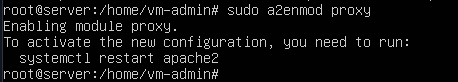 root@server:/home/vm-admin# sudo a2enmod proxy
Enabling module proxy.
To activate the new configuration, you need to run:
  systemctl restart apache2
root@server:/home/vm-admin#